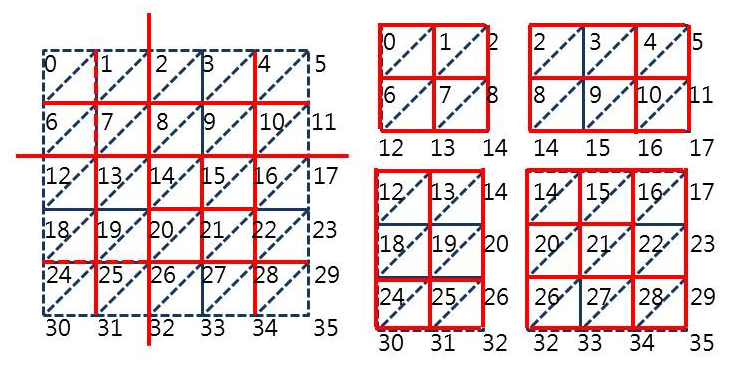 0 1 2 3 4 5
6 7 8 9 10 11
12 13 14 15 16 17
18 19 20 21 22 23
24 25 26 27 28 29
30 31 32 33 34 35
0 1 2
6 7 8
12 13 14
2 3 4 5
8 9 10 11
14 15 16 17
12 13 14
18 19 20
24 25 26
30 31 32
14 15 16 17
20 21 22 23
26 27 28 29
32 33 34 35